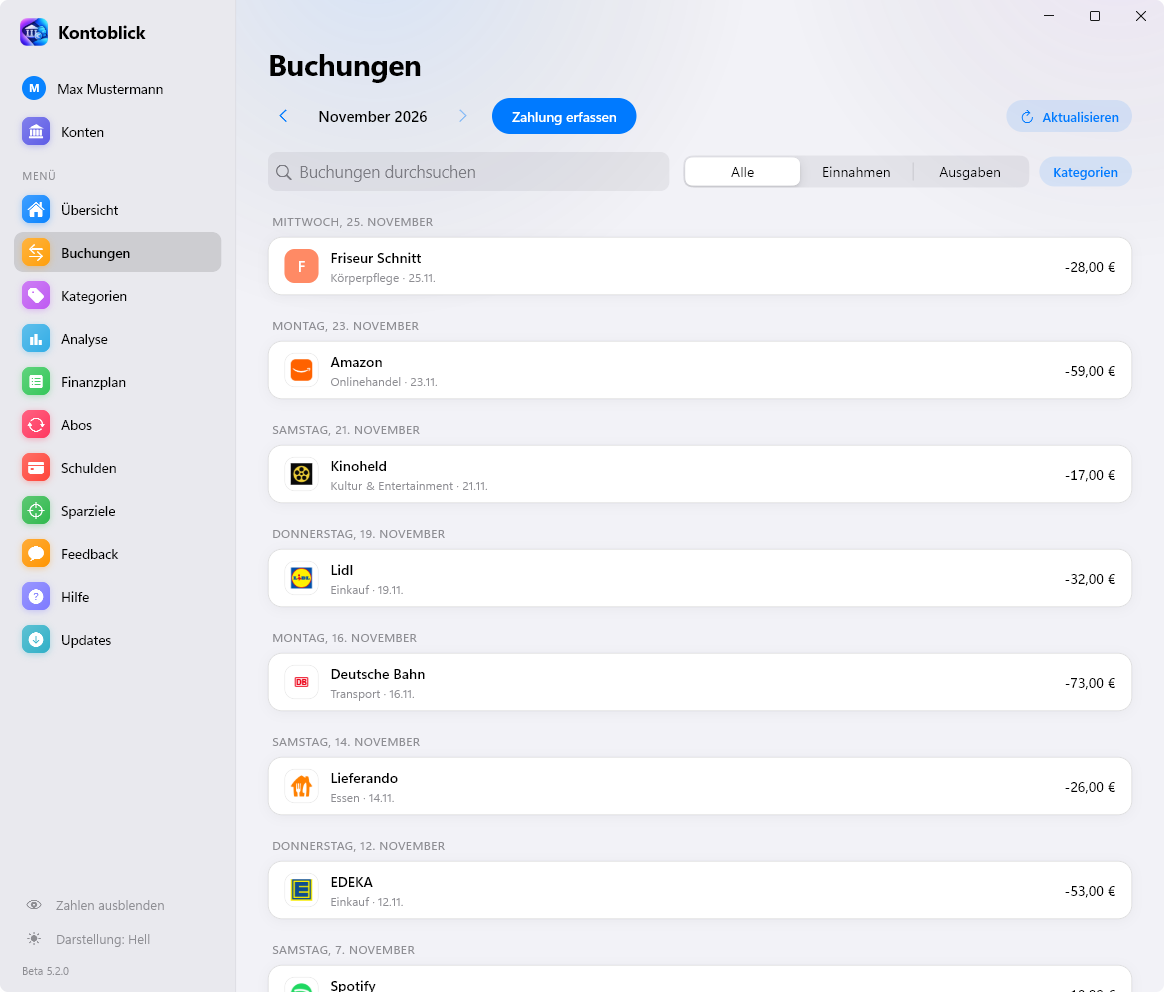 Kontoblick
M Max Mustermann
Konten
MENÜ
Übersicht
Buchungen
Kategorien
Analyse
Finanzplan
Abos
Schulden
Sparziele
Feedback
? Hilfe
Updates
Zahlen ausblenden
Darstellung: Hell
Beta 5.2.0
Buchungen
November 2026
Zahlung erfassen
Aktualisieren
Buchungen durchsuchen
Alle
Einnahmen
Ausgaben
Kategorien
MITTWOCH, 25. NOVEMBER
F
Friseur Schnitt
Körperpflege · 25.11.
-28,00 €
MONTAG, 23. NOVEMBER
Amazon
Onlinehandel · 23.11.
-59,00 €
SAMSTAG, 21. NOVEMBER
Kinoheld
Kultur & Entertainment · 21.11.
-17,00 €
DONNERSTAG, 19. NOVEMBER
LIDL
Lidl
Einkauf · 19.11.
-32,00 €
MONTAG, 16. NOVEMBER
DB
Deutsche Bahn
Transport · 16.11.
-73,00 €
SAMSTAG, 14. NOVEMBER
Lieferando
Essen · 14.11.
-26,00 €
DONNERSTAG, 12. NOVEMBER
E
EDEKA
Einkauf · 12.11.
-53,00 €
SAMSTAG, 7. NOVEMBER
Spotify